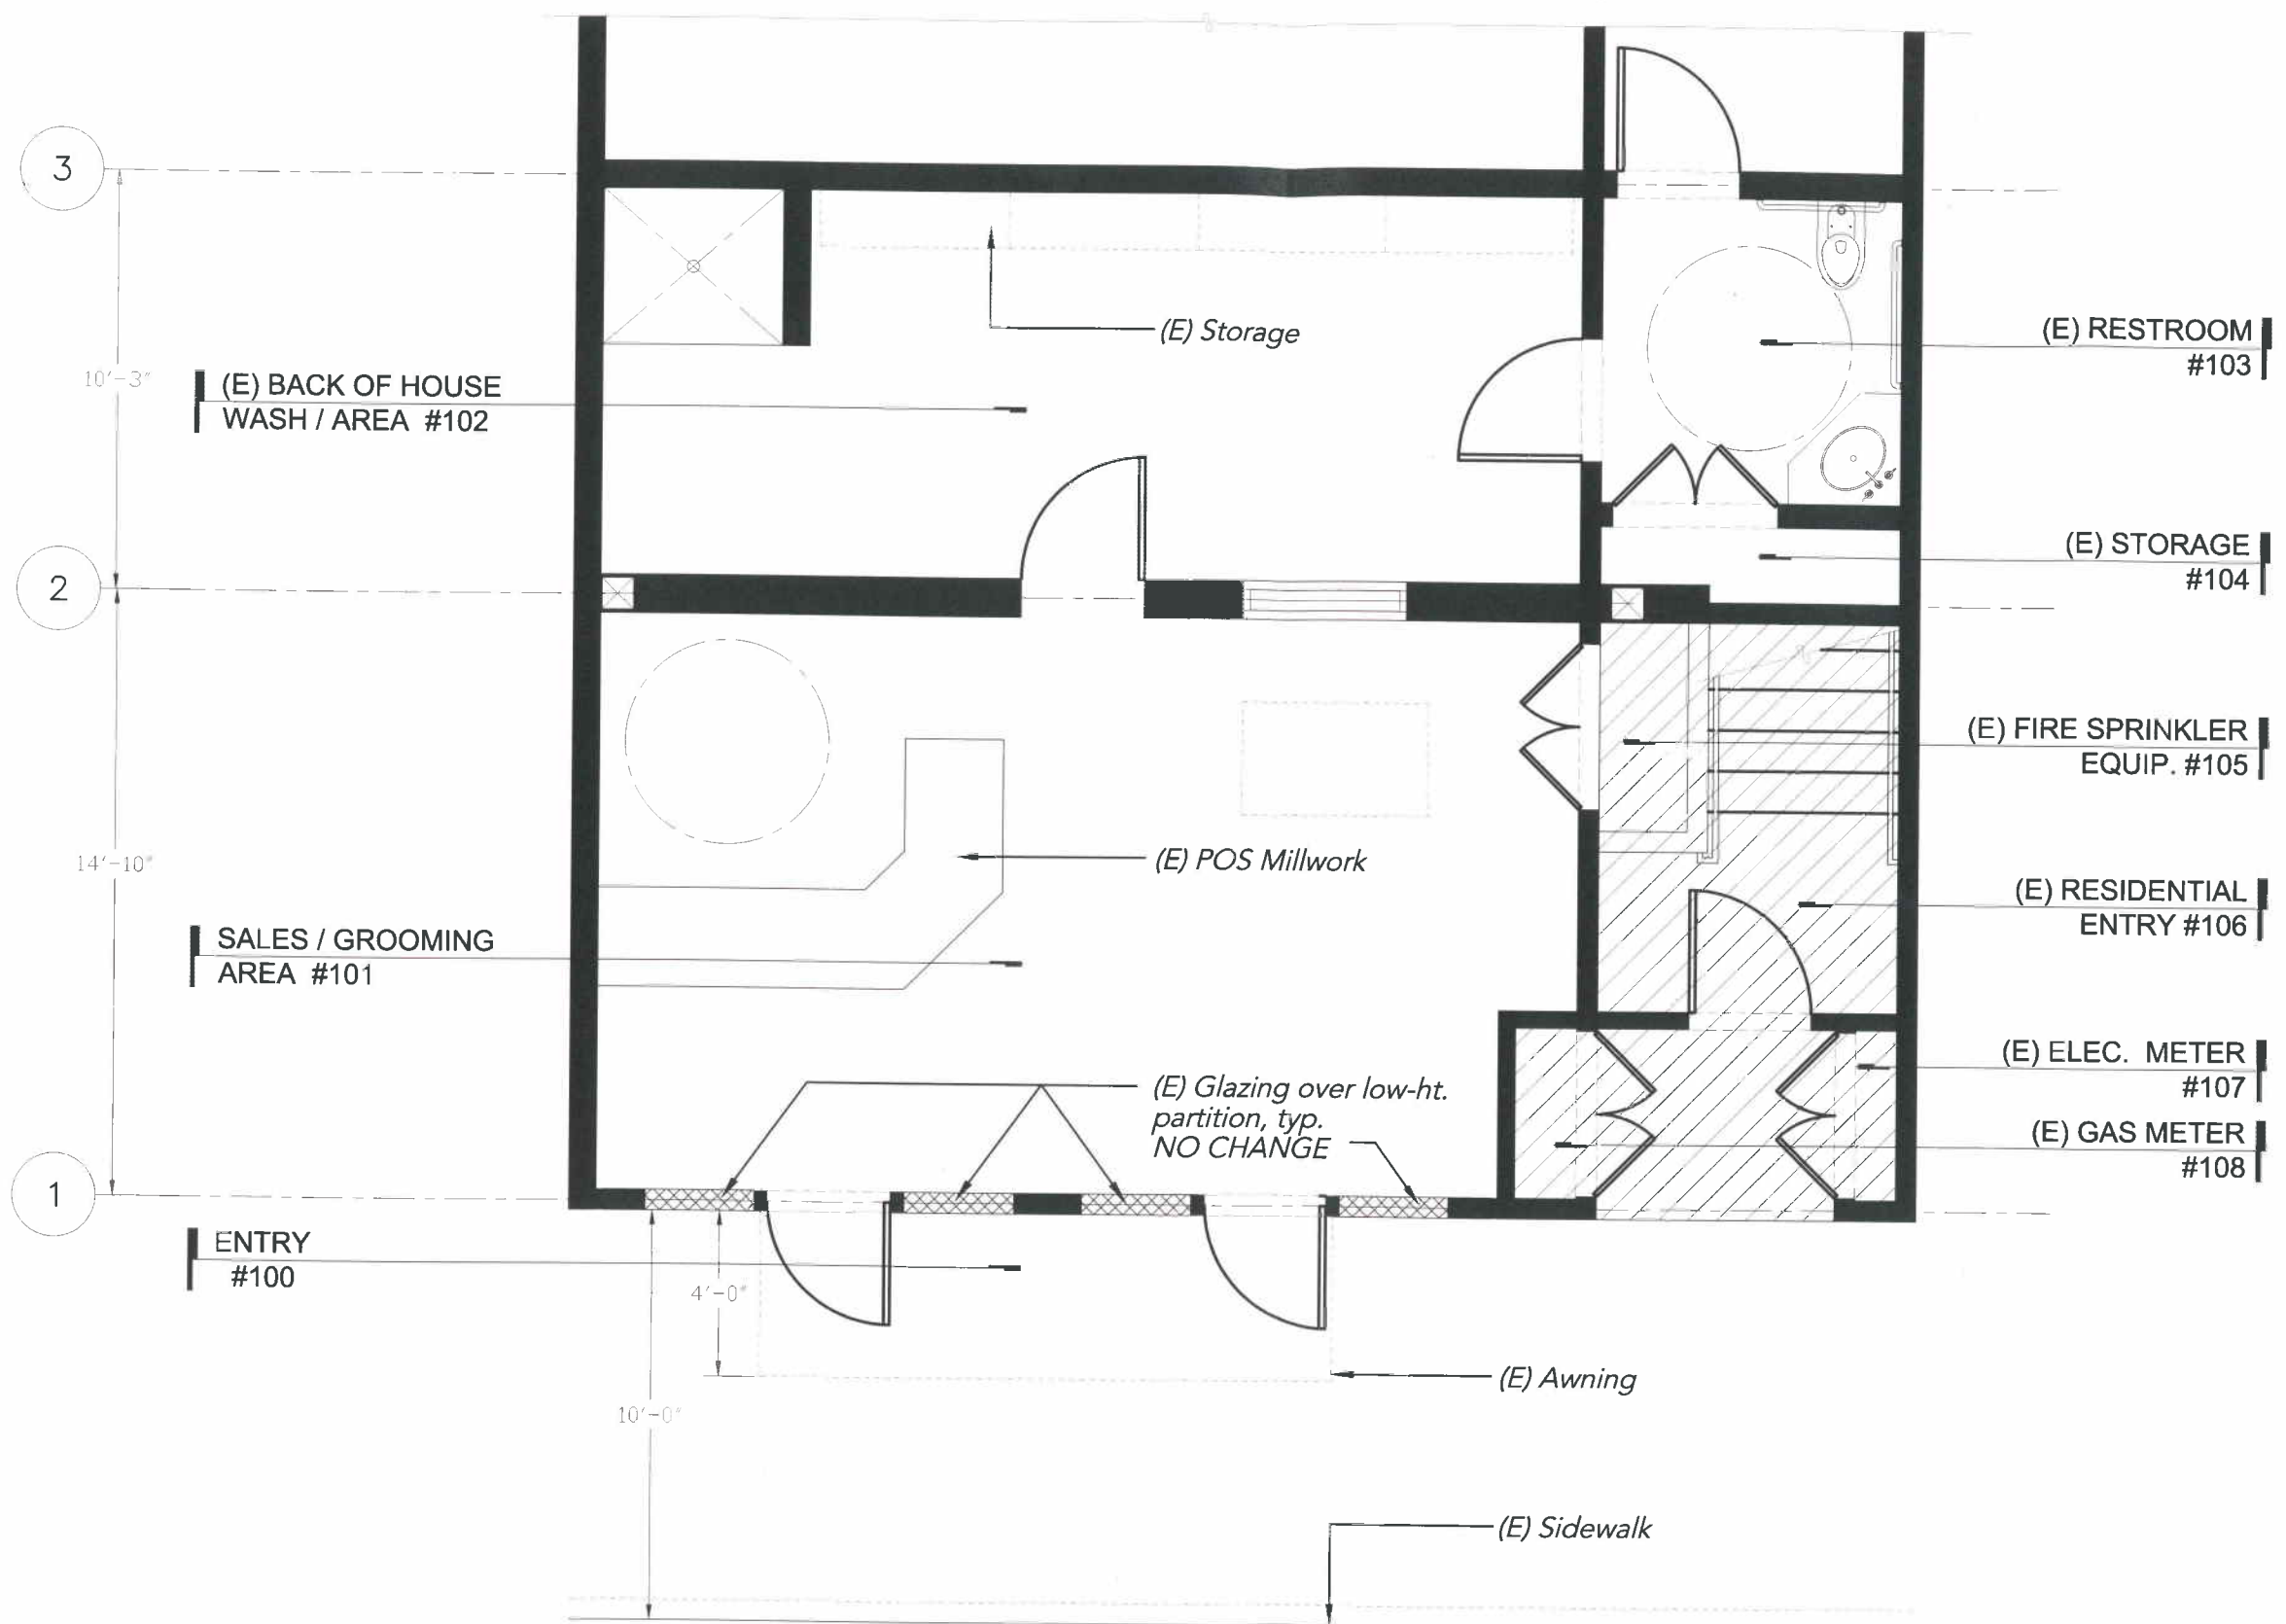 3
10'-3"
(E) BACK OF HOUSE
WASH / AREA #102
(E) Storage
(E) RESTROOM
#103
(E) STORAGE
#104
2
14'-10"
(E) FIRE SPRINKLER
EQUIP. #105
(E) POS Millwork
(E) RESIDENTIAL
ENTRY #106
SALES / GROOMING
AREA #101
(E) ELEC. METER
#107
(E) Glazing over low-ht.
partition, typ.
NO CHANGE
(E) GAS METER
#108
1
ENTRY
#100
4'-0"
(E) Awning
10'-0"
(E) Sidewalk